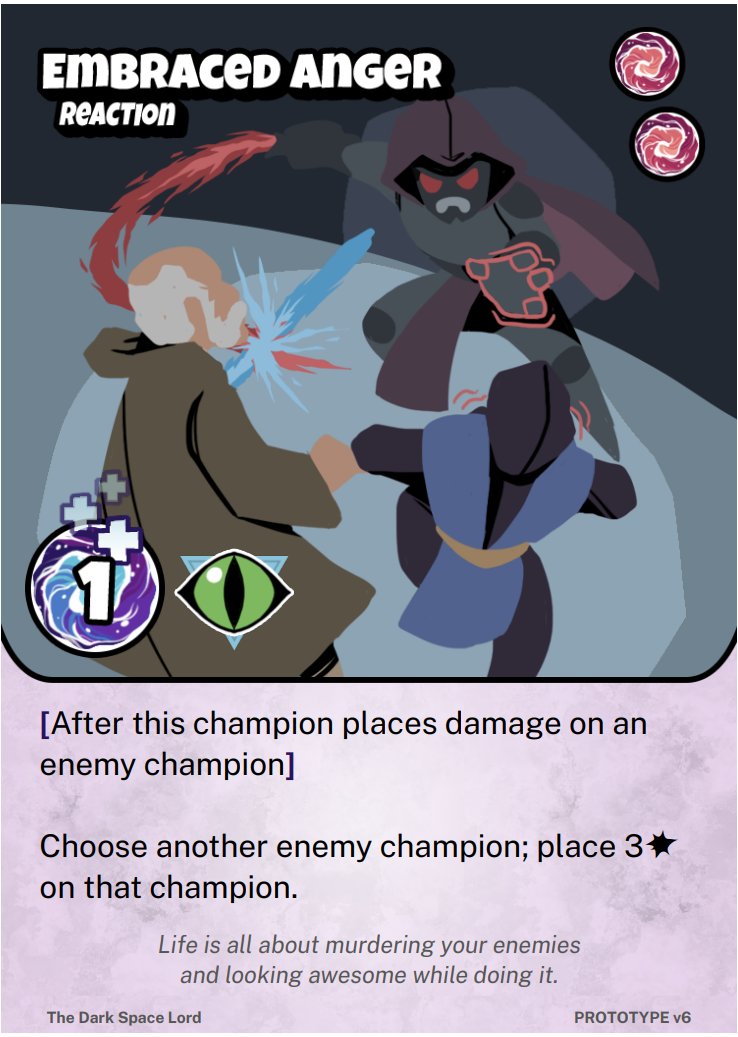 Embraced Anger
Reaction
1
[After this champion places damage on an
enemy champion]
Choose another enemy champion; place 3
on that champion.
Life is all about murdering your enemies
and looking awesome while doing it.
The Dark Space Lord
PROTOTYPE v6